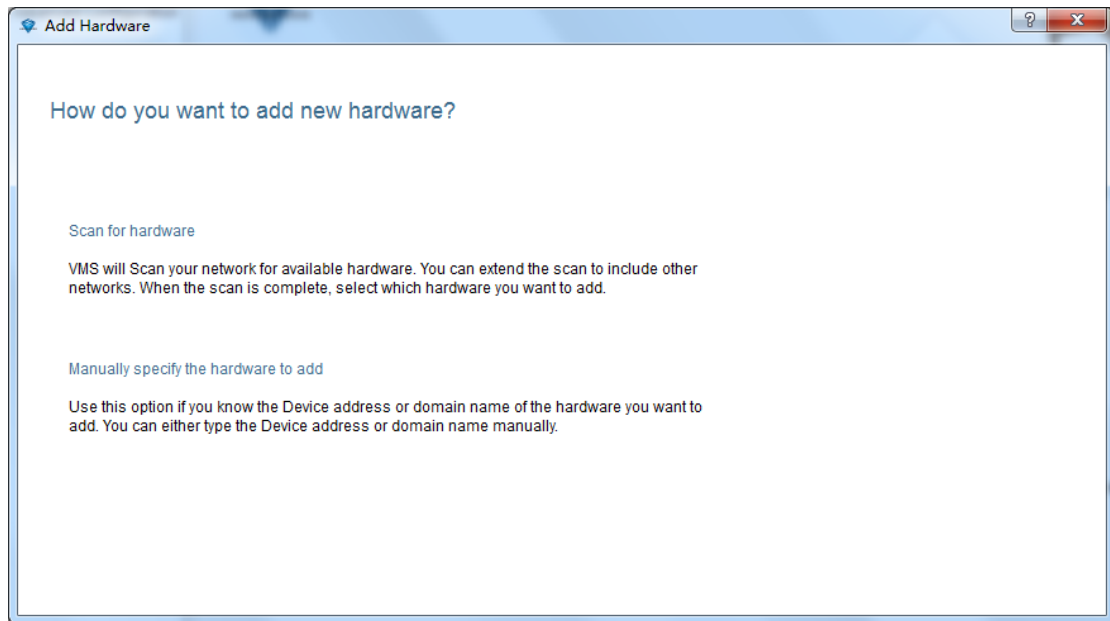 Add Hardware
?
X
How do you want to add new hardware?
Scan for hardware
VMS will Scan your network for available hardware. You can extend the scan to include other
networks. When the scan is complete, select which hardware you want to add.
Manually specify the hardware to add
Use this option if you know the Device address or domain name of the hardware you want to
add. You can either type the Device address or domain name manually.